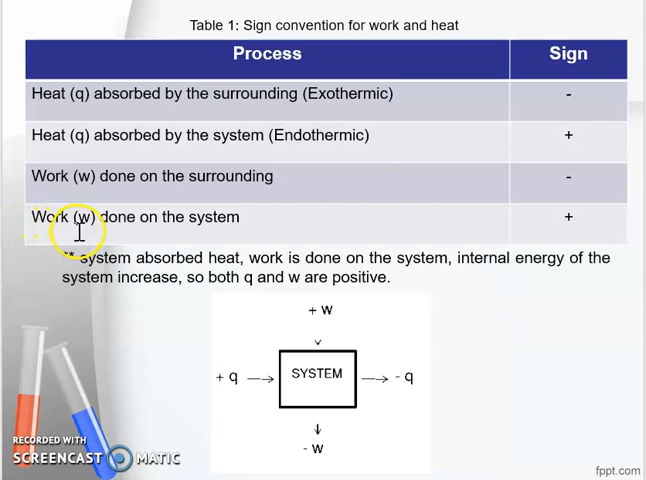 Table 1: Sign convention for work and heat
Process Sign
Heat (q) absorbed by the surrounding (Exothermic) -
Heat (q) absorbed by the system (Endothermic) +
Work (w) done on the surrounding -
Work (w) done on the system +
** system absorbed heat, work is done on the system, internal energy of the
system increase, so both q and w are positive.
+ w
+ q SYSTEM - q
- w
RECORDED WITH
SCREENCAST MATIC
fppt.com